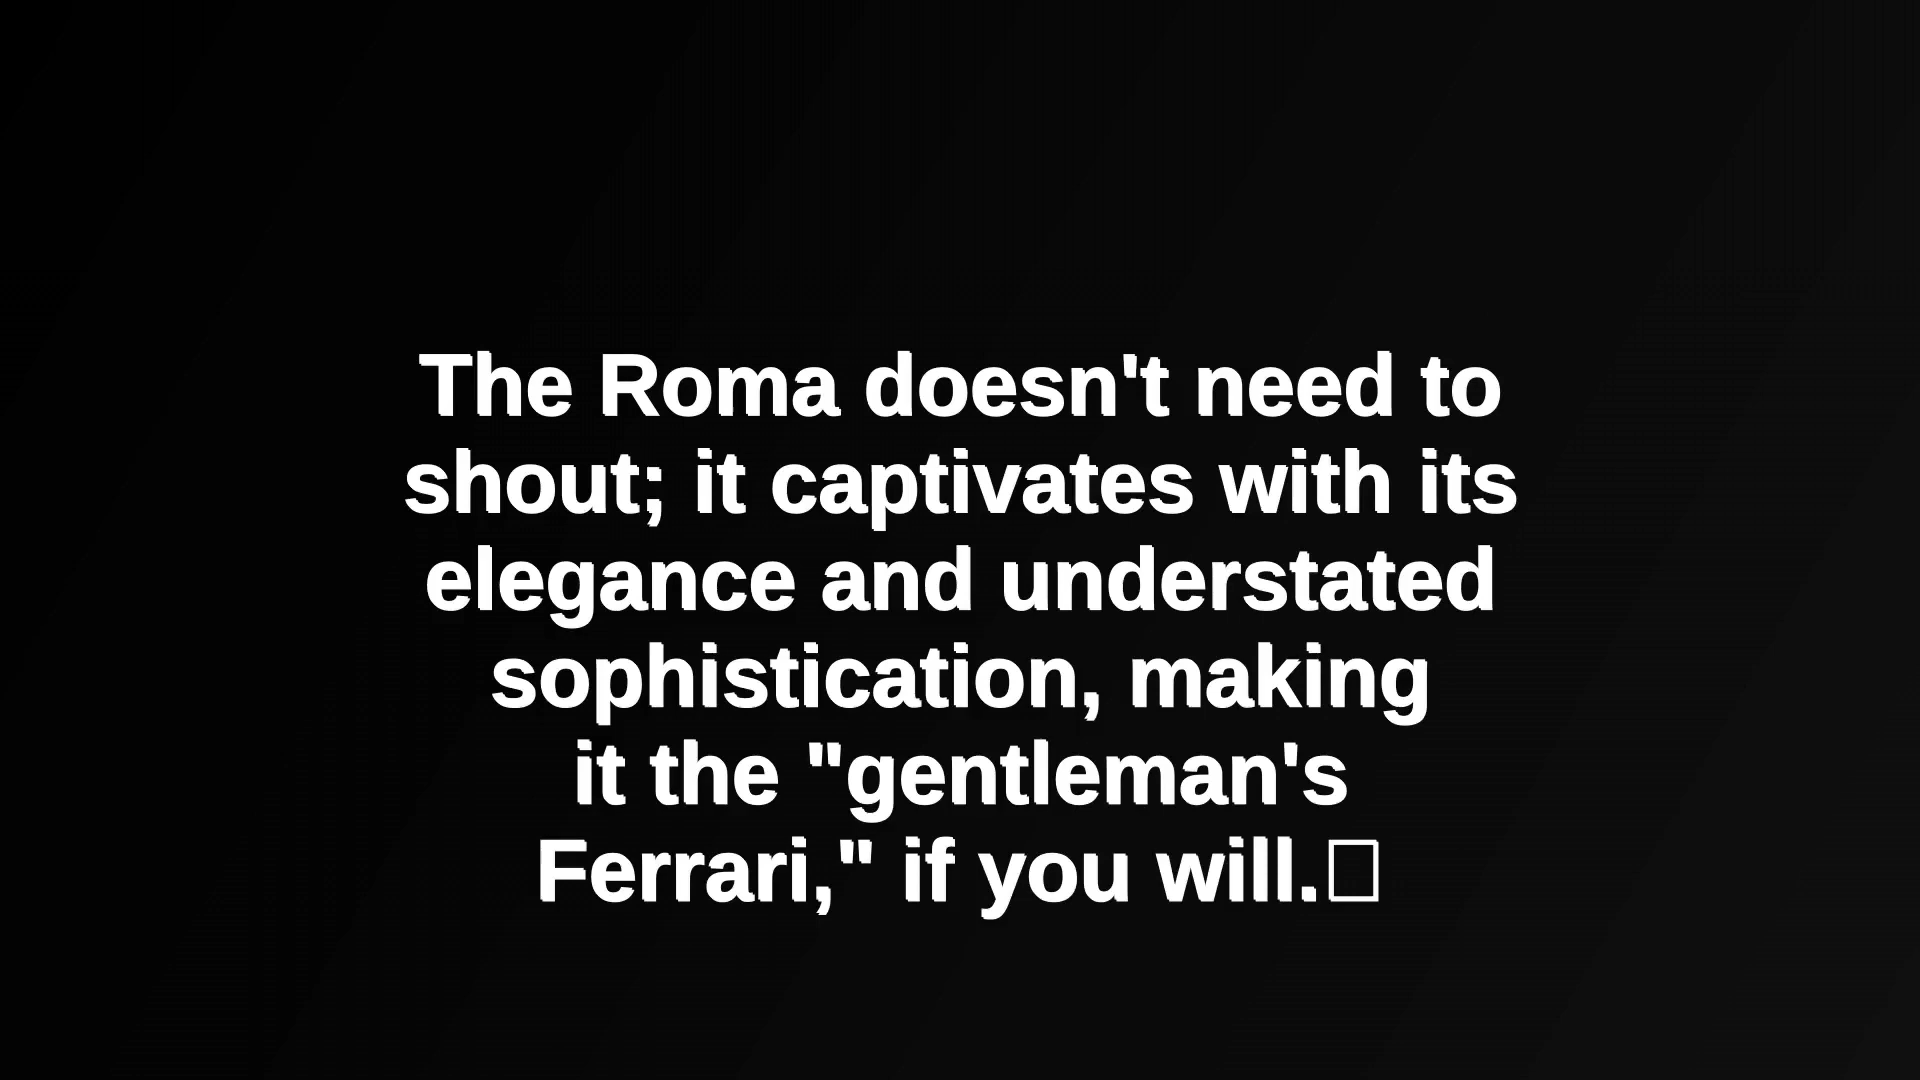 The Roma doesn't need to
shout; it captivates with its
elegance and understated
sophistication, making
it the "gentleman's
Ferrari," if you will.